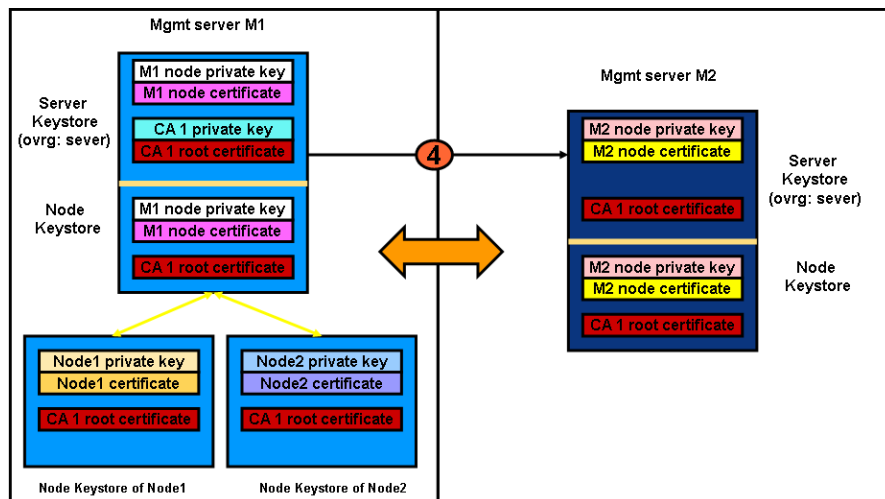 Mgmt server M1
M1 node private key
M1 node certificate
Server
Keystore
(ovrg: sever)
CA 1 private key
CA 1 root certificate
Node
Keystore
M1 node private key
M1 node certificate
CA 1 root certificate
Node1 private key
Node1 certificate
CA 1 root certificate
Node Keystore of Node1
Node2 private key
Node2 certificate
CA 1 root certificate
Node Keystore of Node2
4
Mgmt server M2
M2 node private key
M2 node certificate
CA 1 root certificate
Server
Keystore
(ovrg: sever)
M2 node private key
M2 node certificate
CA 1 root certificate
Node
Keystore